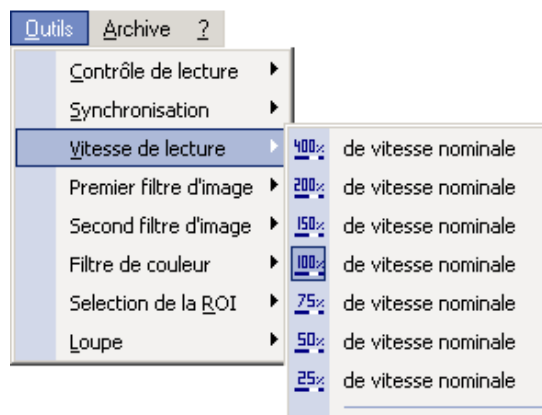 Outils Archive ?
Contrôle de lecture
Synchronisation
Vitesse de lecture
Premier filtre d'image
Second filtre d'image
Filtre de couleur
Selection de la ROI
Loupe
400% de vitesse nominale
200% de vitesse nominale
150% de vitesse nominale
100% de vitesse nominale
75% de vitesse nominale
50% de vitesse nominale
25% de vitesse nominale